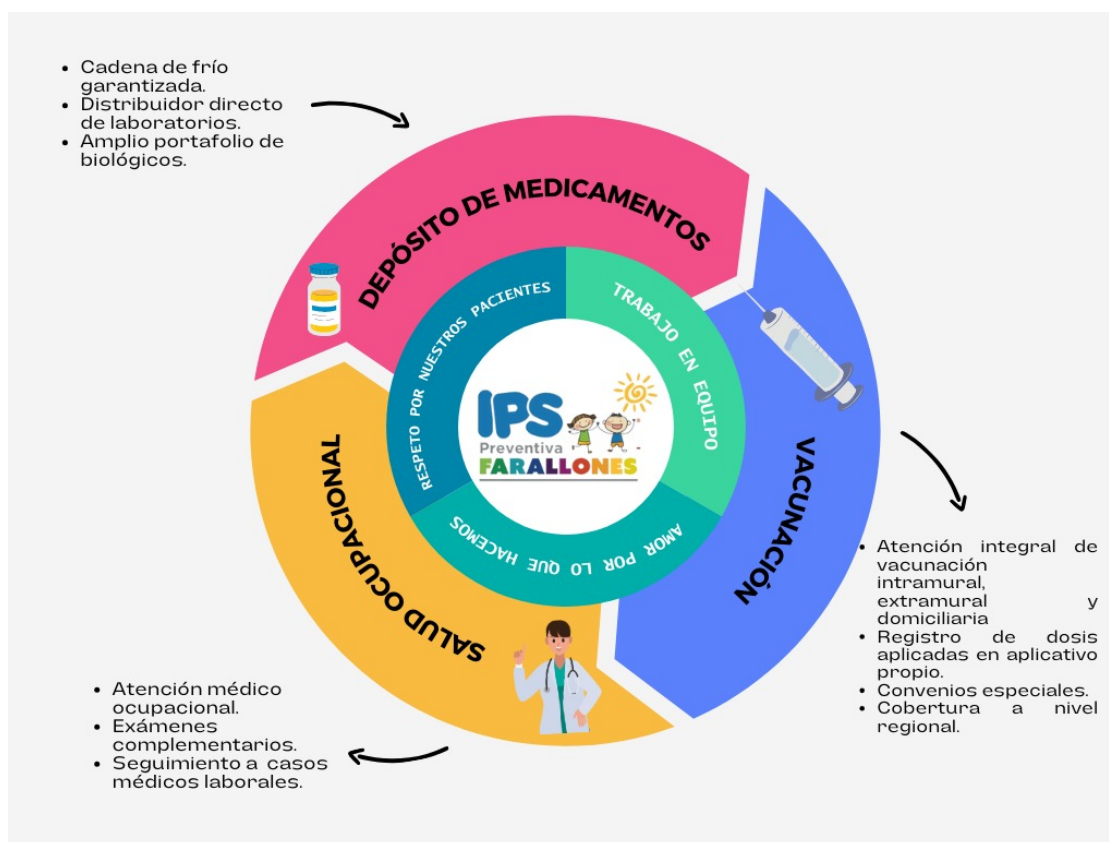 • Cadena de frío
garantizada.
• Distribuidor directo
de laboratorios.
• Amplio portafolio de
biológicos.
DEPÓSITO DE MEDICAMENTOS
RESPETO POR NUESTROS PACIENTES
TRABAJO EN EQUIPO
IPS
Preventiva
FARALLONES
AMOR POR LO QUE HACEMOS
VACUNACIÓN
SALUD OCUPACIONAL
• Atención integral de
vacunación
intramural,
extramural y
domiciliaria
• Registro de dosis
aplicadas en aplicativo
propio.
• Convenios especiales.
• Cobertura a nivel
regional.
• Atención médico
ocupacional.
• Exámenes
complementarios.
• Seguimiento a casos
médicos laborales.